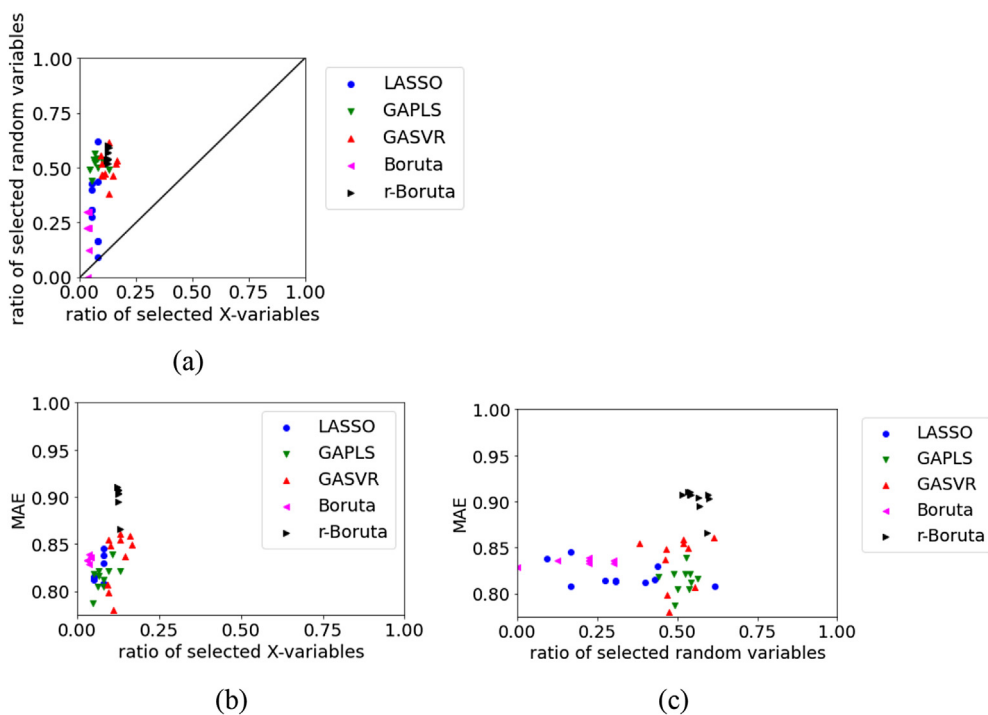 ratio of selected random variables
1.00
0.75
0.50
0.25
0.00
0.00 0.25 0.50 0.75 1.00
ratio of selected X-variables
LASSO
GAPLS
GASVR
Boruta
r-Boruta
(a)
MAE
1.00
0.95
0.90
0.85
0.80
0.00 0.25 0.50 0.75 1.00
ratio of selected X-variables
LASSO
GAPLS
GASVR
Boruta
r-Boruta
(b)
MAE
1.00
0.95
0.90
0.85
0.80
0.00 0.25 0.50 0.75 1.00
ratio of selected random variables
LASSO
GAPLS
GASVR
Boruta
r-Boruta
(c)